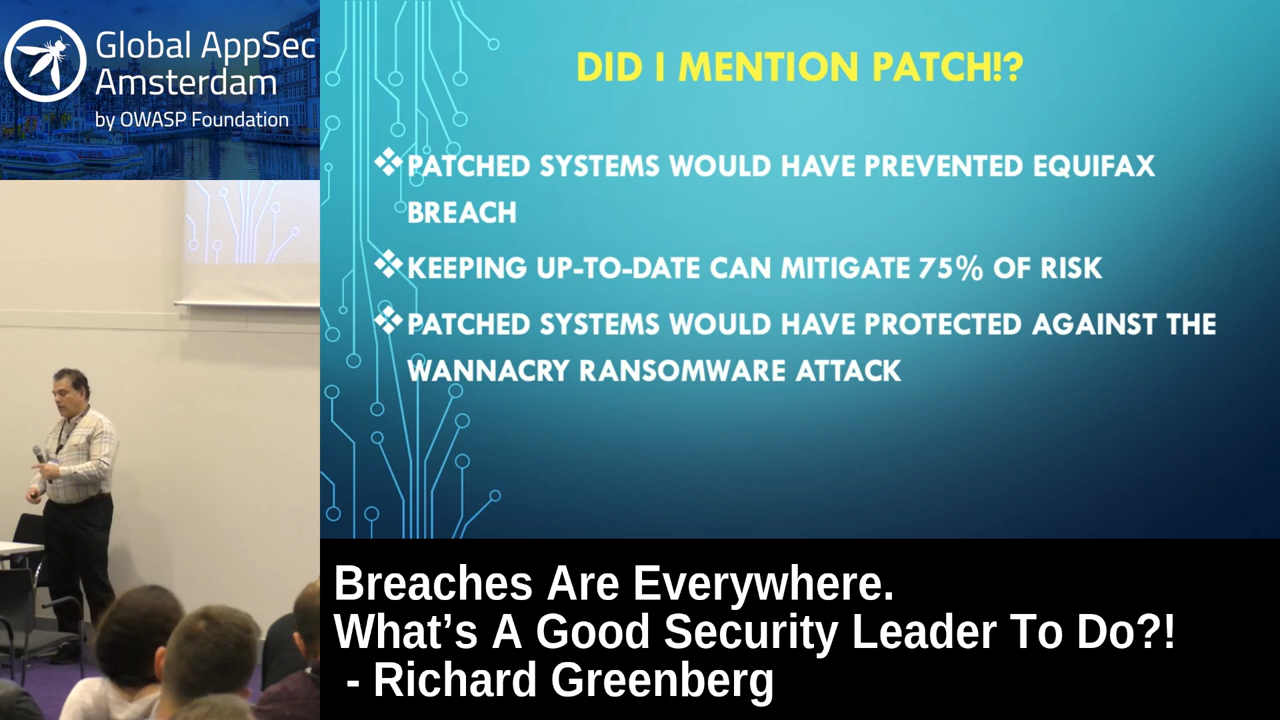 Global AppSec
Amsterdam
by OWASP Foundation
DID I MENTION PATCH!?
❖PATCHED SYSTEMS WOULD HAVE PREVENTED EQUIFAX
BREACH
❖KEEPING UP-TO-DATE CAN MITIGATE 75% OF RISK
❖PATCHED SYSTEMS WOULD HAVE PROTECTED AGAINST THE
WANNACRY RANSOMWARE ATTACK
Breaches Are Everywhere.
What’s A Good Security Leader To Do?!
- Richard Greenberg